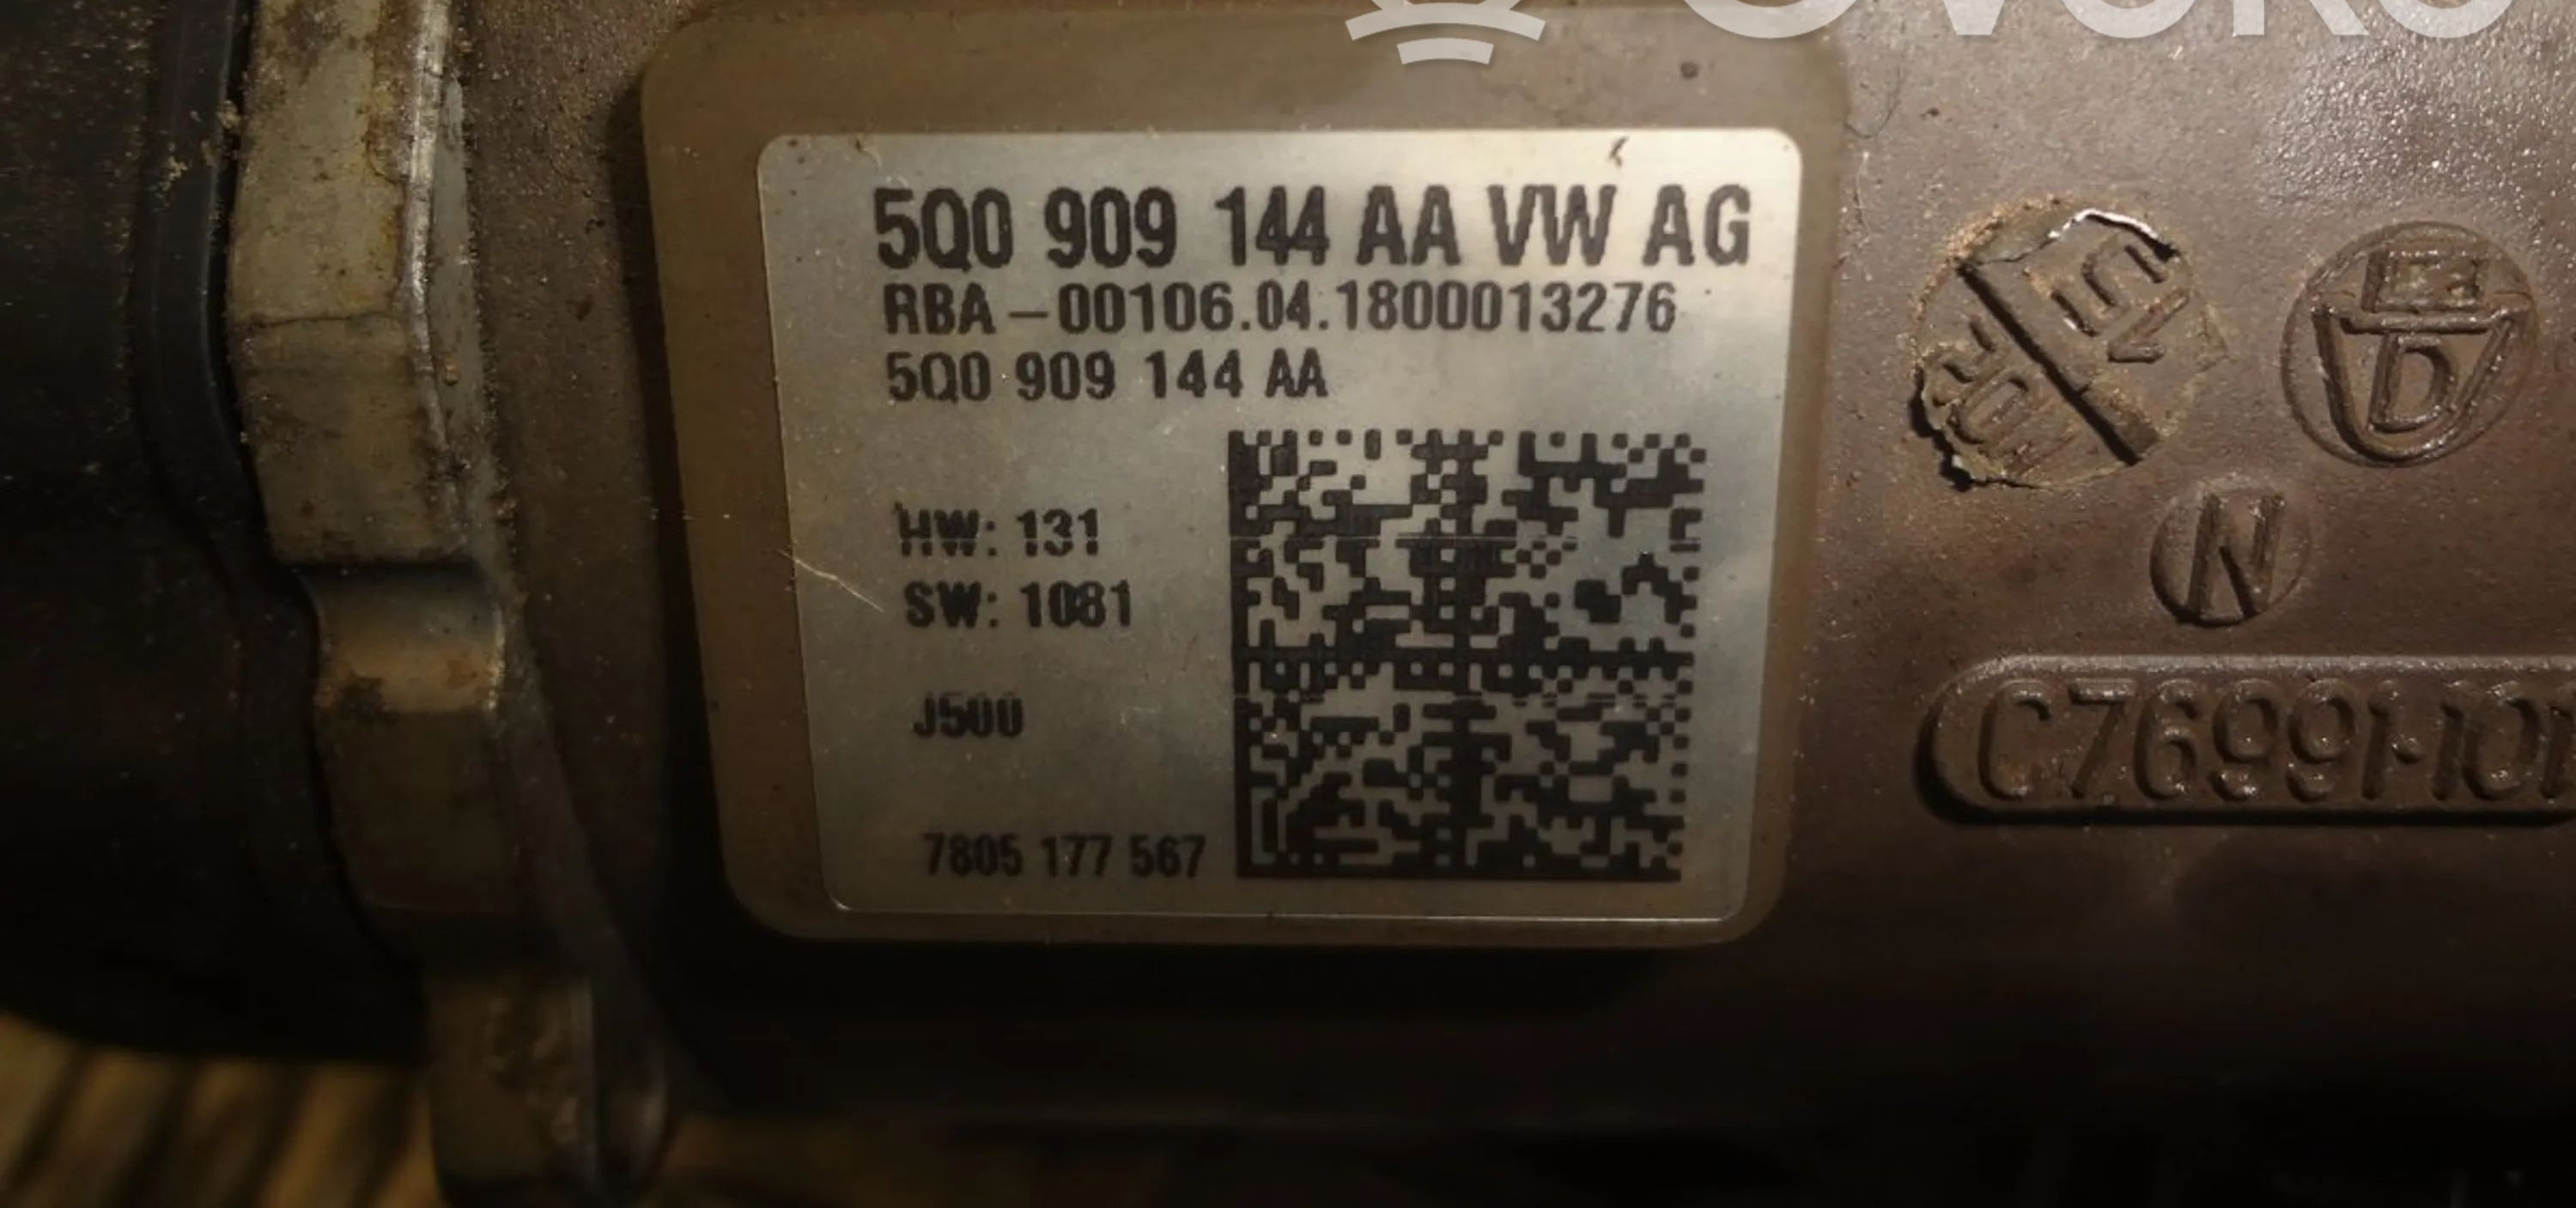 5Q0 909 144 AA VW AG
RBA-00106.04.1800013276
5Q0 909 144 AA
HW: 131
SW: 1081
J500
7805 177 567
15
D
N